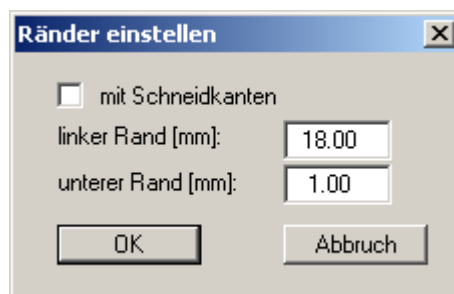 Ränder einstellen
mit Schneidkanten
linker Rand [mm]: 18.00
unterer Rand [mm]: 1.00
OK Abbruch